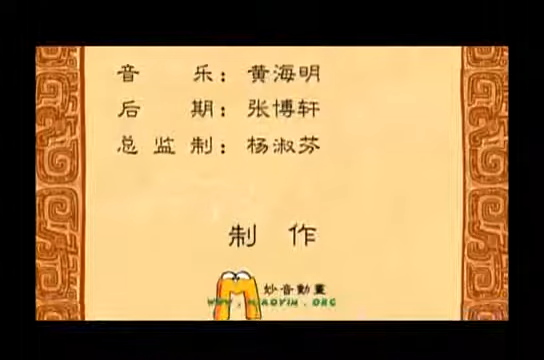 音 乐：黄海明
后 期：张博轩
总 监 制：杨淑芬
制 作
妙音動畫
WWW.MIAOYIN.ORG